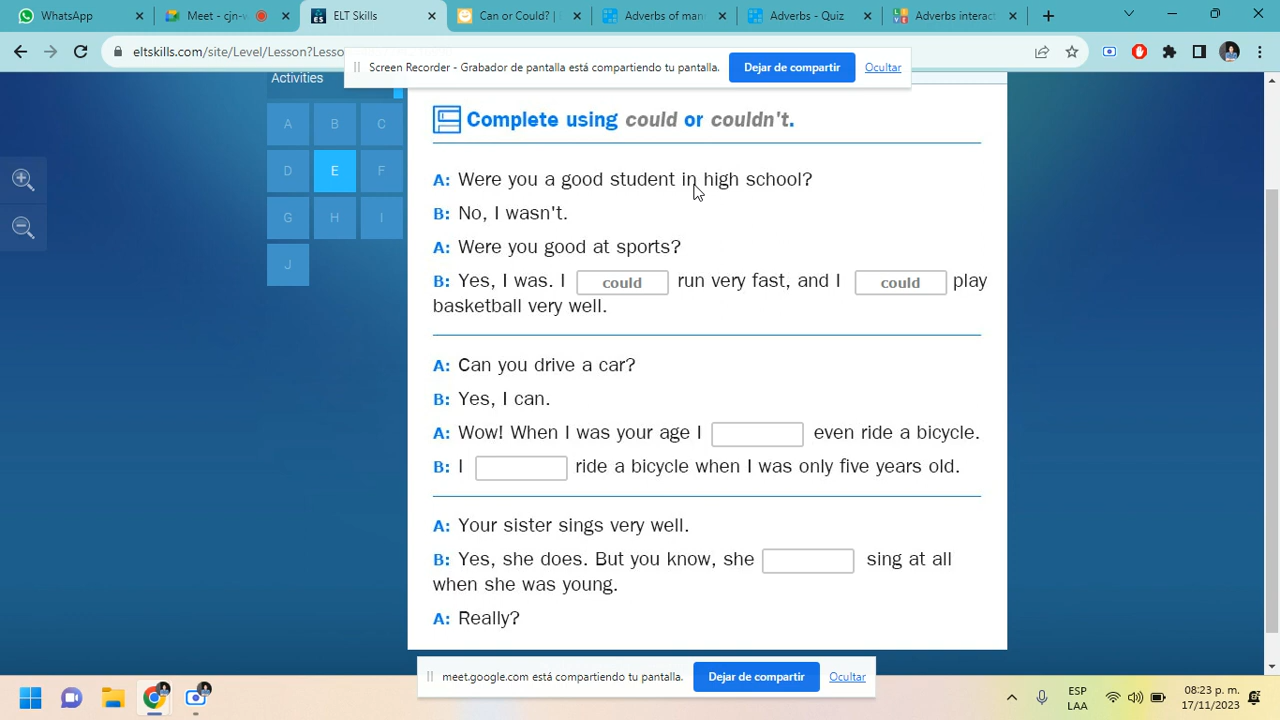 WhatsApp
Meet - cjn-v
ELT Skills
Can or Could? |
Adverbs of man
Adverbs - Quiz
Adverbs interac
eltskills.com/site/Level/Lesson?Lesso
Screen Recorder - Grabador de pantalla está compartiendo tu pantalla.
Dejar de compartir
Ocultar
Activities
A B C
D E F
G H I
J
Complete using could or couldn't.
A: Were you a good student in high school?
B: No, I wasn't.
A: Were you good at sports?
B: Yes, I was. I could run very fast, and I could play
basketball very well.
A: Can you drive a car?
B: Yes, I can.
A: Wow! When I was your age I even ride a bicycle.
B: I ride a bicycle when I was only five years old.
A: Your sister sings very well.
B: Yes, she does. But you know, she sing at all
when she was young.
A: Really?
meet.google.com está compartiendo tu pantalla.
Dejar de compartir
Ocultar
ESP
LAA
08:23 p. m.
17/11/2023